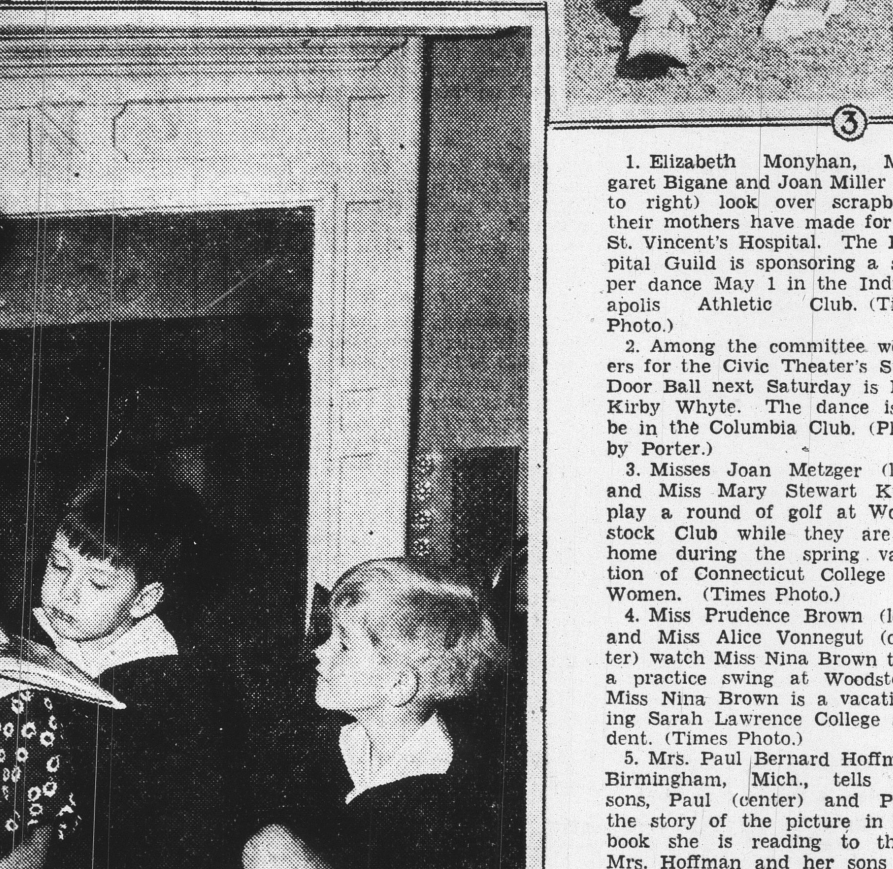 3
1. Elizabeth Monyhan, M
garet Bigane and Joan Miller
to right) look over scrapb
their mothers have made for
St. Vincent's Hospital. The
pital Guild is sponsoring a
per dance May 1 in the Ind
apolis Athletic Club. (Ti
Photo.)
2. Among the committee w
ers for the Civic Theater's S
Door Ball next Saturday is
Kirby Whyte. The dance is
be in the Columbia Club. (Ph
by Porter.)
3. Misses Joan Metzger (l
and Miss Mary Stewart K
play a round of golf at Wo
stock Club while they are
home during the spring va
tion of Connecticut College
Women. (Times Photo.)
4. Miss Prudence Brown (l
and Miss Alice Vonnegut (c
ter) watch Miss Nina Brown t
a practice swing at Woodsto
Miss Nina Brown is a vacati
ing Sarah Lawrence College
dent. (Times Photo.)
5. Mrs. Paul Bernard Hoffm
Birmingham, Mich., tells
sons, Paul (center) and P
the story of the picture in
book she is reading to th
Mrs. Hoffman and her sons